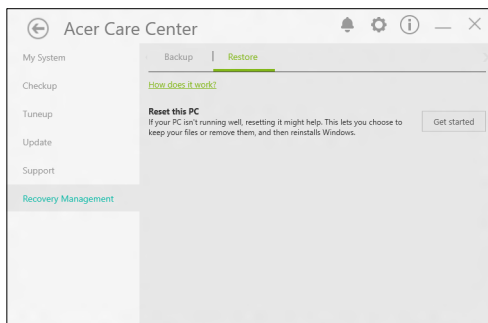 Acer Care Center
My System
Checkup
Tuneup
Update
Support
Recovery Management
Backup | Restore
How does it work?
Reset this PC
If your PC isn't running well, resetting it might help. This lets you choose to
keep your files or remove them, and then reinstalls Windows.
Get started